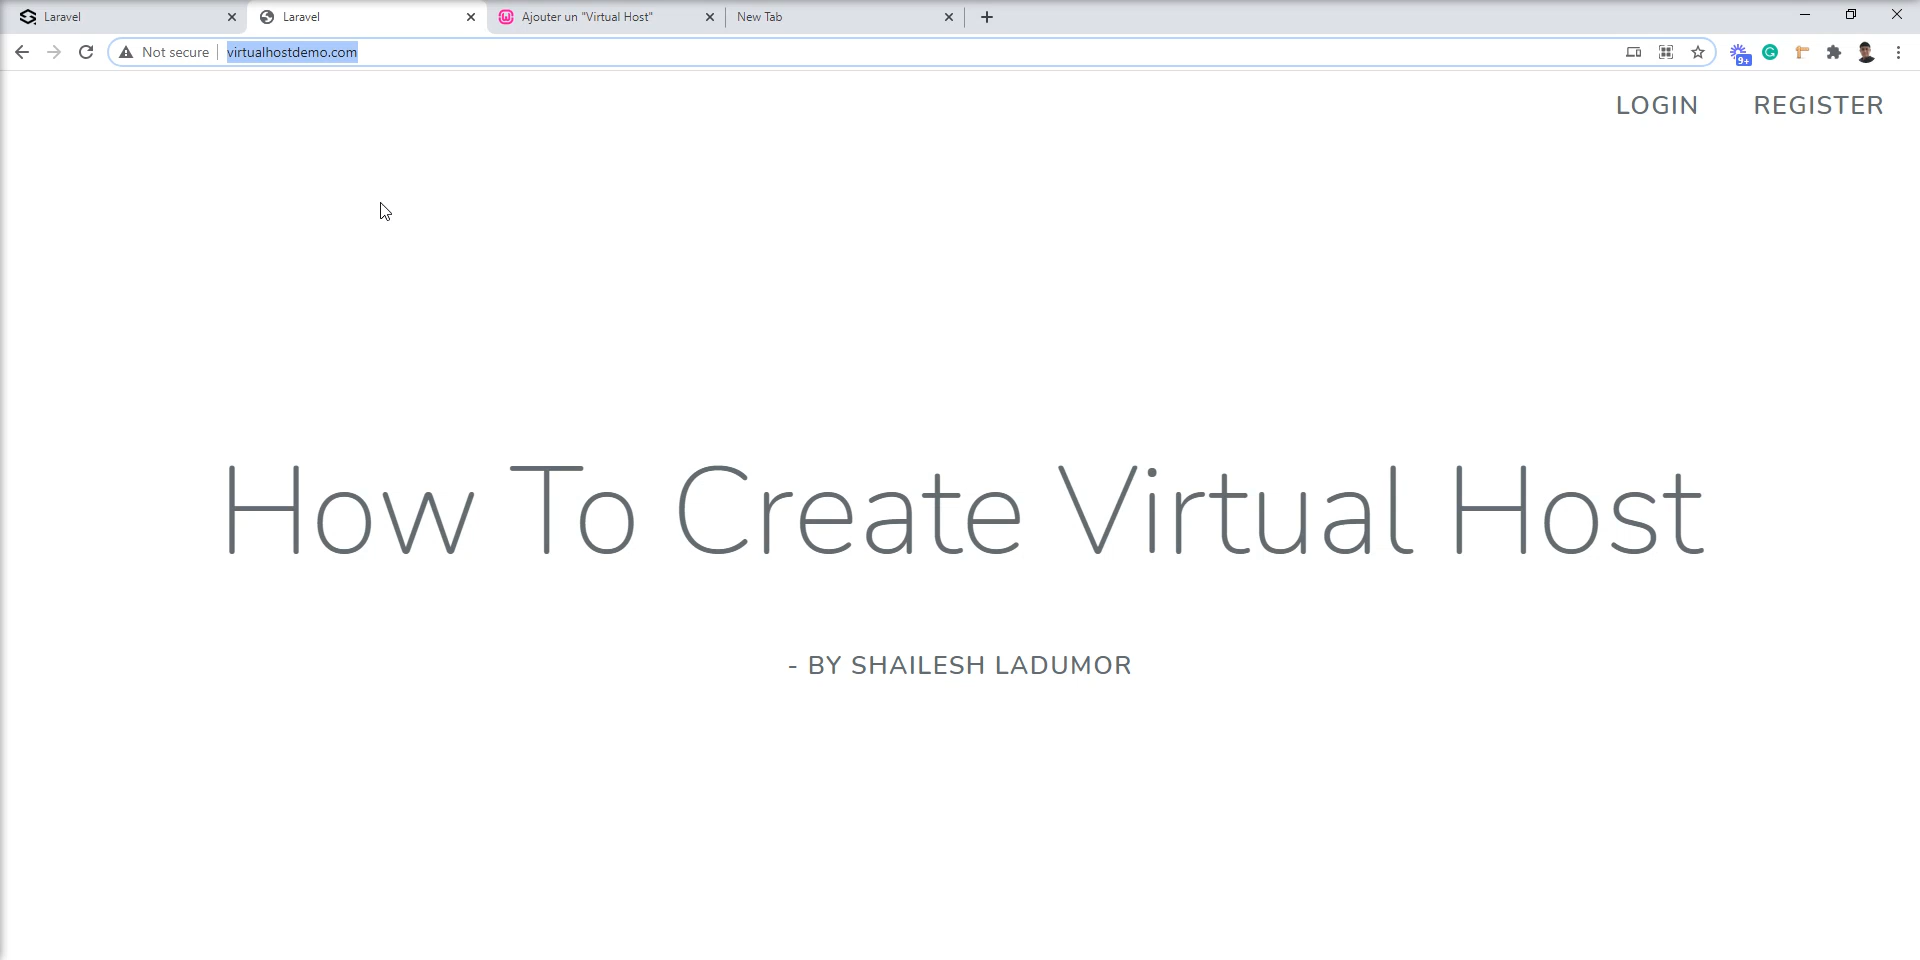 Laravel
Laravel
Ajouter un "Virtual Host"
New Tab
Not secure
virtualhostdemo.com
9+
LOGIN
REGISTER
How To Create Virtual Host
- BY SHAILESH LADUMOR